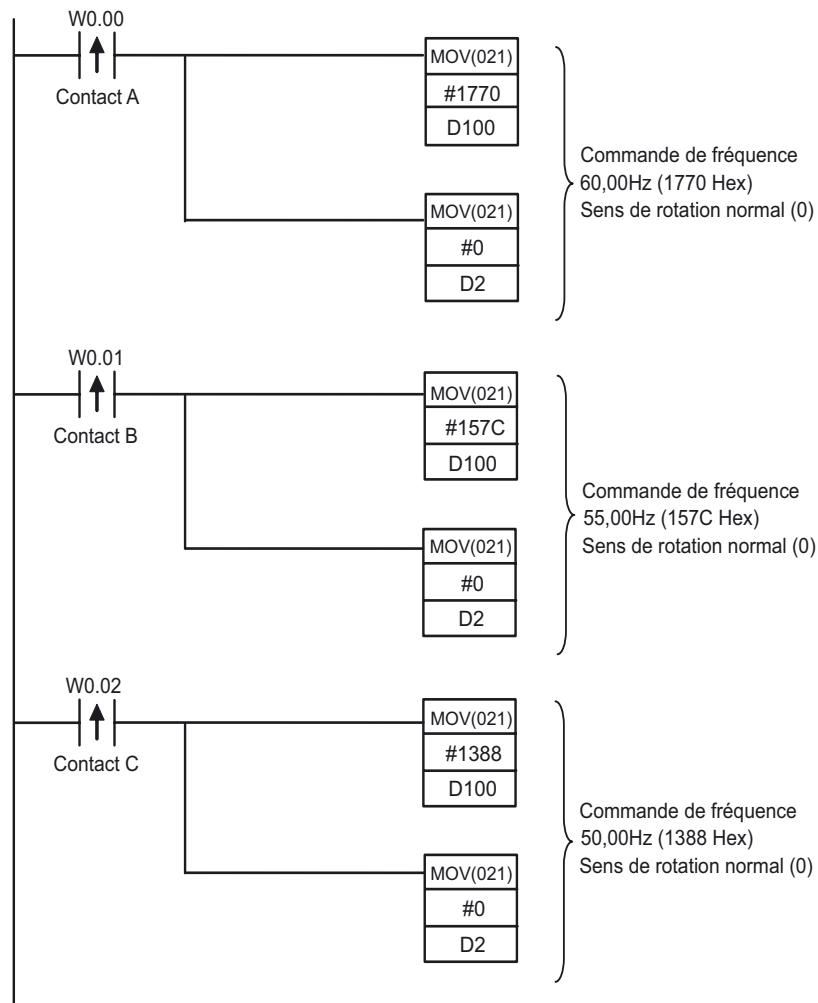 W0.00
Contact A
MOV(021)
#1770
D100
MOV(021)
#0
D2
Commande de fréquence
60,00Hz (1770 Hex)
Sens de rotation normal (0)
W0.01
Contact B
MOV(021)
#157C
D100
MOV(021)
#0
D2
Commande de fréquence
55,00Hz (157C Hex)
Sens de rotation normal (0)
W0.02
Contact C
MOV(021)
#1388
D100
MOV(021)
#0
D2
Commande de fréquence
50,00Hz (1388 Hex)
Sens de rotation normal (0)